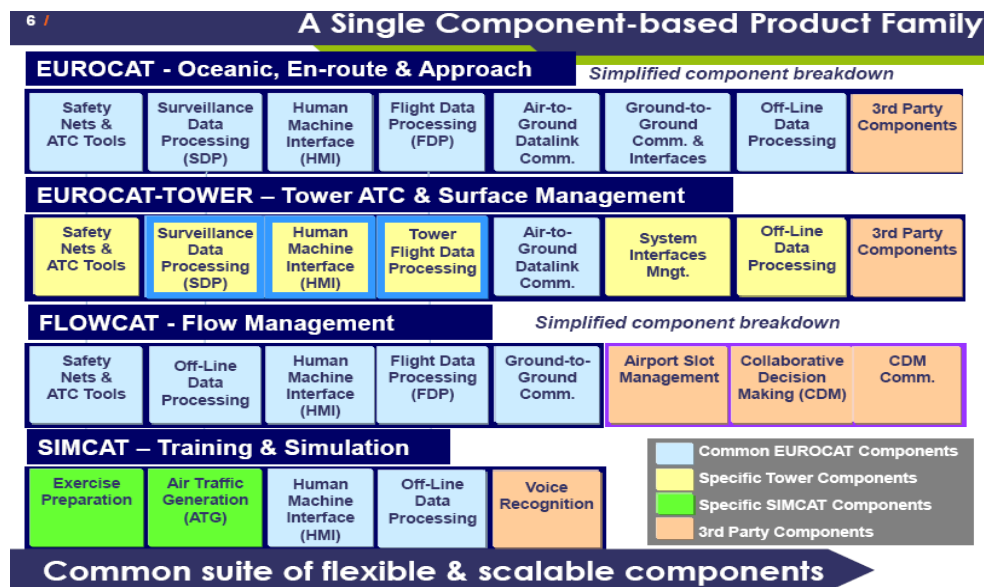 6 /
A Single Component-based Product Family
EUROCAT - Oceanic, En-route & Approach
Simplified component breakdown
Safety
Nets &
ATC Tools
Surveillance
Data
Processing
(SDP)
Human
Machine
Interface
(HMI)
Flight Data
Processing
(FDP)
Air-to-
Ground
Datalink
Comm.
Ground-to-
Ground
Comm. &
Interfaces
Off-Line
Data
Processing
3rd Party
Components
EUROCAT-TOWER – Tower ATC & Surface Management
Safety
Nets &
ATC Tools
Surveillance
Data
Processing
(SDP)
Human
Machine
Interface
(HMI)
Tower
Flight Data
Processing
Air-to-
Ground
Datalink
Comm.
System
Interfaces
Mngt.
Off-Line
Data
Processing
3rd Party
Components
FLOWCAT - Flow Management
Simplified component breakdown
Safety
Nets &
ATC Tools
Off-Line
Data
Processing
Human
Machine
Interface
(HMI)
Flight Data
Processing
(FDP)
Ground-to-
Ground
Comm.
Airport Slot
Management
Collaborative
Decision
Making (CDM)
CDM
Comm.
SIMCAT – Training & Simulation
Exercise
Preparation
Air Traffic
Generation
(ATG)
Human
Machine
Interface
(HMI)
Off-Line
Data
Processing
Voice
Recognition
Common EUROCAT Components
Specific Tower Components
Specific SIMCAT Components
3rd Party Components
Common suite of flexible & scalable components